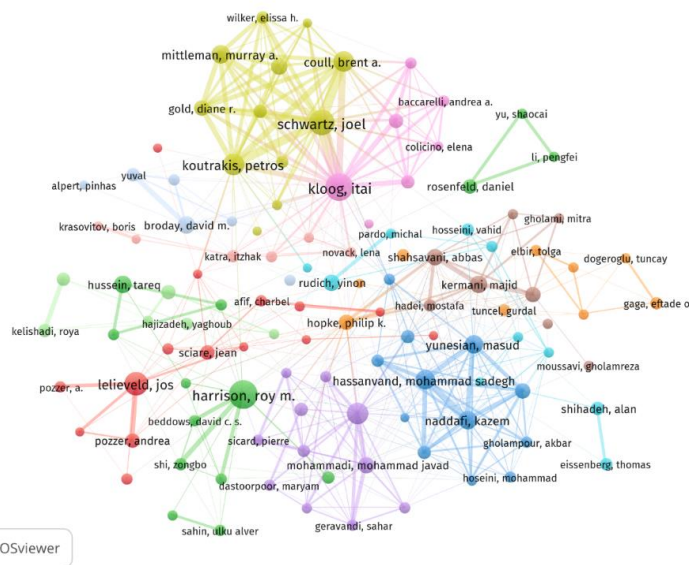 wilker, elissa h.
mittleman, murray a.
coull, brent a.
gold, diane r.
baccarelli, andrea a.
schwartz, joel
yu, shaocai
colicino, elena
li, pengfei
koutrakis, petros
yuval
alpert, pinhas
kloog, itai
rosenfeld, daniel
krasovitov, boris
broday, david m.
pardo, michal
hosseini, vahid
gholami, mitra
katra, itzhak
novack, lena
shahsavani, abbas
elbir, tolga
dogeroglu, tuncay
hussein, tareq
rudich, yinon
kermani, majid
afif, charbel
hadei, mostafa
tuncel, gurdal
gaga, eftade o
kelishadi, roya
hajizadeh, yaghoub
hopke, philip k.
sciare, jean
yunesian, masud
moussavi, gholamreza
pozzer, a.
lelieveld, jos
hassanvand, mohammad sadegh
harrison, roy m.
shihadeh, alan
beddows, david c. s.
naddafi, kazem
pozzer, andrea
sicard, pierre
gholampour, akbar
shi, zongbo
mohammadi, mohammad javad
eissenberg, thomas
dastoorpoor, maryam
hoseini, mohammad
geravandi, sahar
sahin, ulku alver
OSviewer